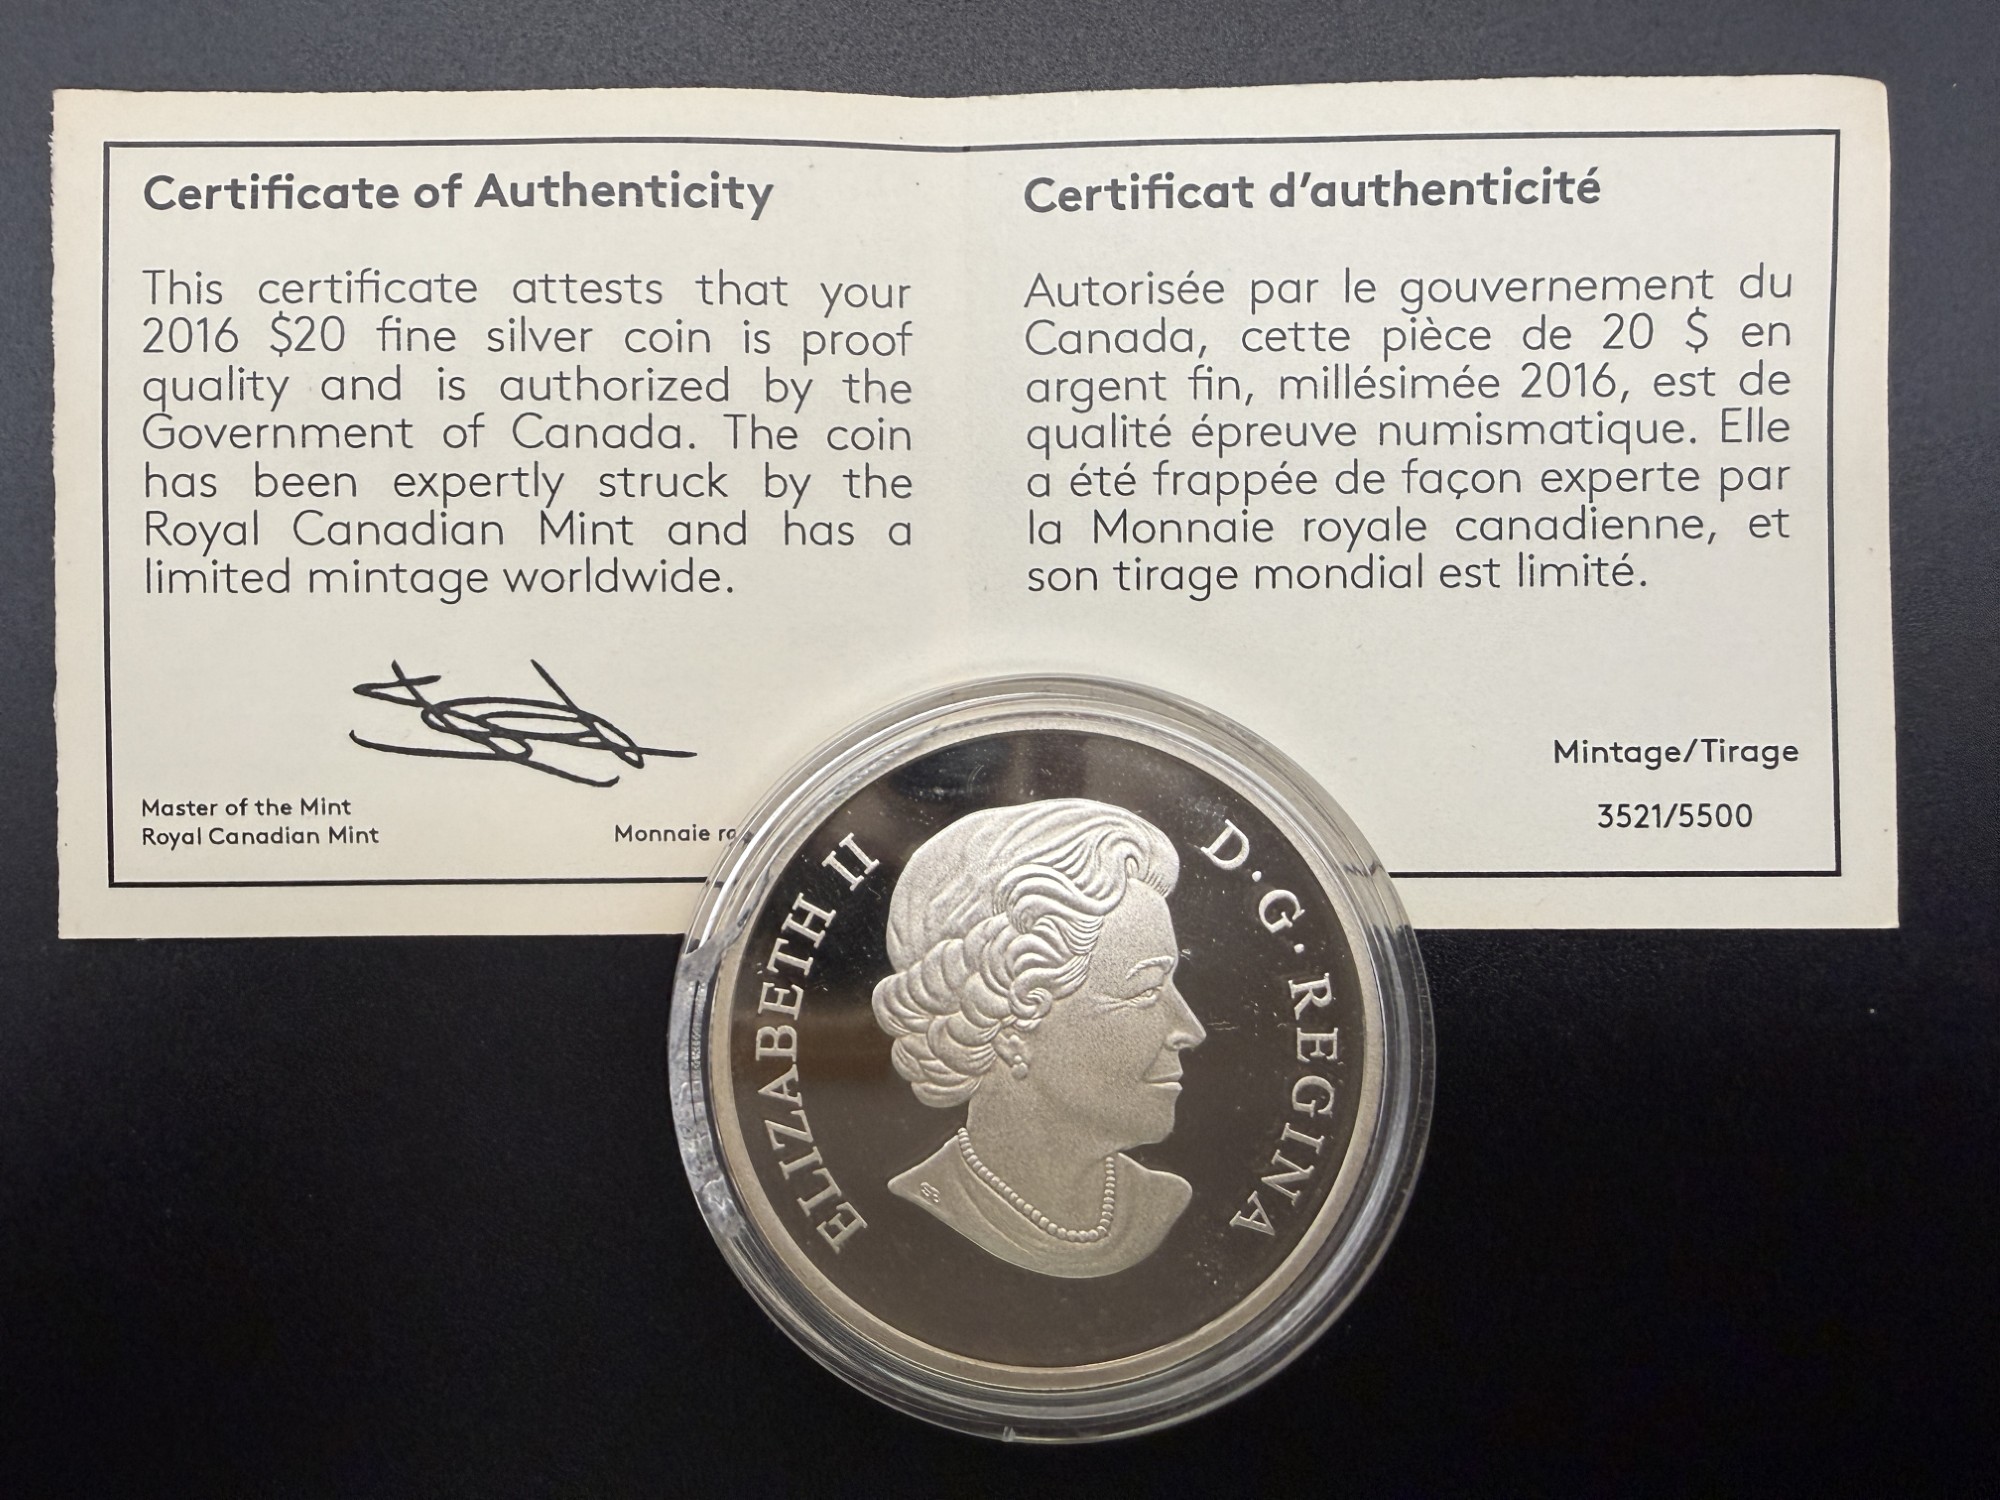 Certificate of Authenticity
This certificate attests that your
2016 $20 fine silver coin is proof
quality and is authorized by the
Government of Canada. The coin
has been expertly struck by the
Royal Canadian Mint and has a
limited mintage worldwide.
Master of the Mint
Royal Canadian Mint
Monnaie
Certificat d'authenticité
Autorisée par le gouvernement du
Canada, cette pièce de 20 $ en
argent fin, millésimée 2016, est de
qualité épreuve numismatique. Elle
a été frappée de façon experte par
la Monnaie royale canadienne, et
son tirage mondial est limité.
Mintage/Tirage
3521/5500
ELIZABETH II
D·G·REGINA